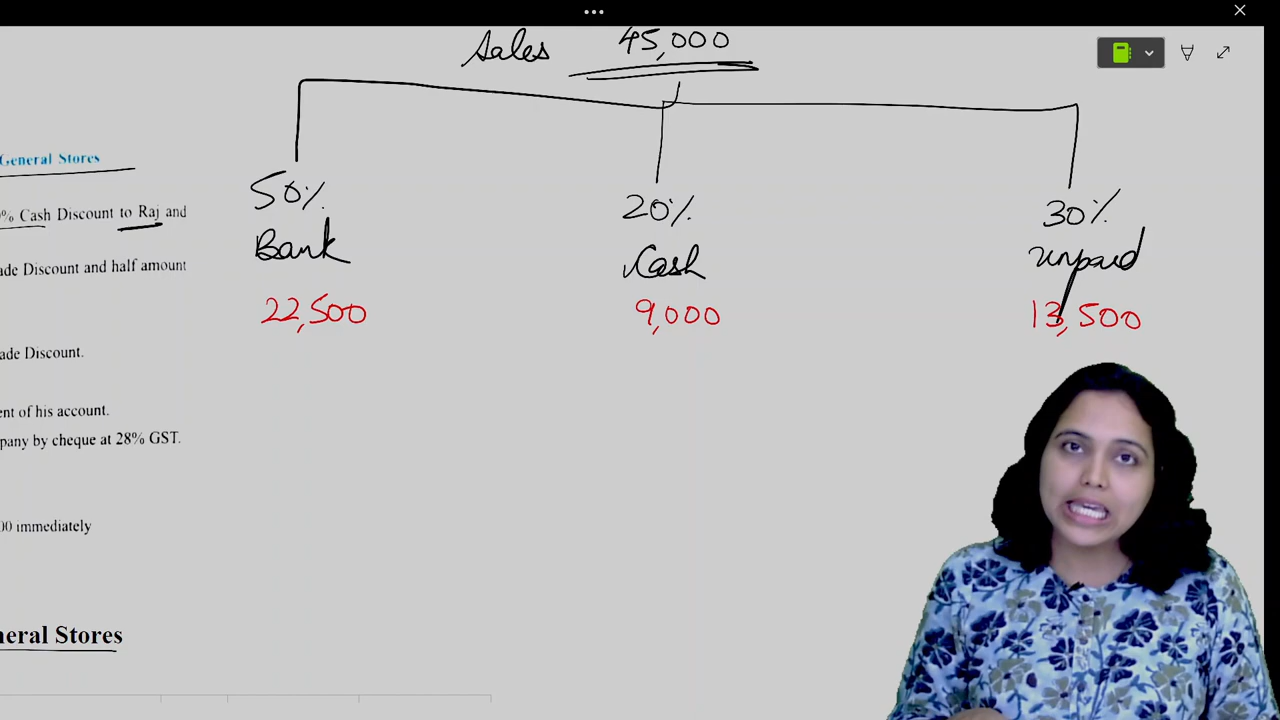 Sales 45,000
General Stores
0% Cash Discount to Raj and
ade Discount and half amount
ade Discount.
ent of his account.
pany by cheque at 28% GST.
00 immediately
neral Stores
50% 20% 30%
Bank Cash Unpaid
22,500 9,000 13,500